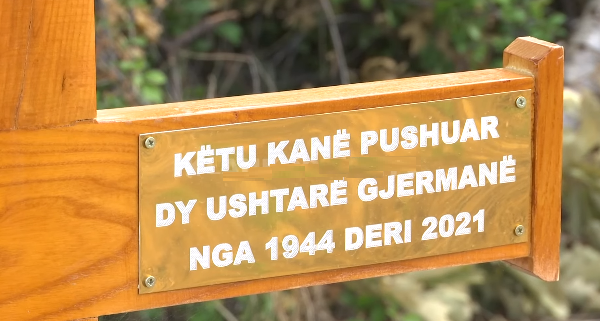 KËTU KANË PUSHUAR
DY USHTARË GJERMANË
NGA 1944 DERI 2021